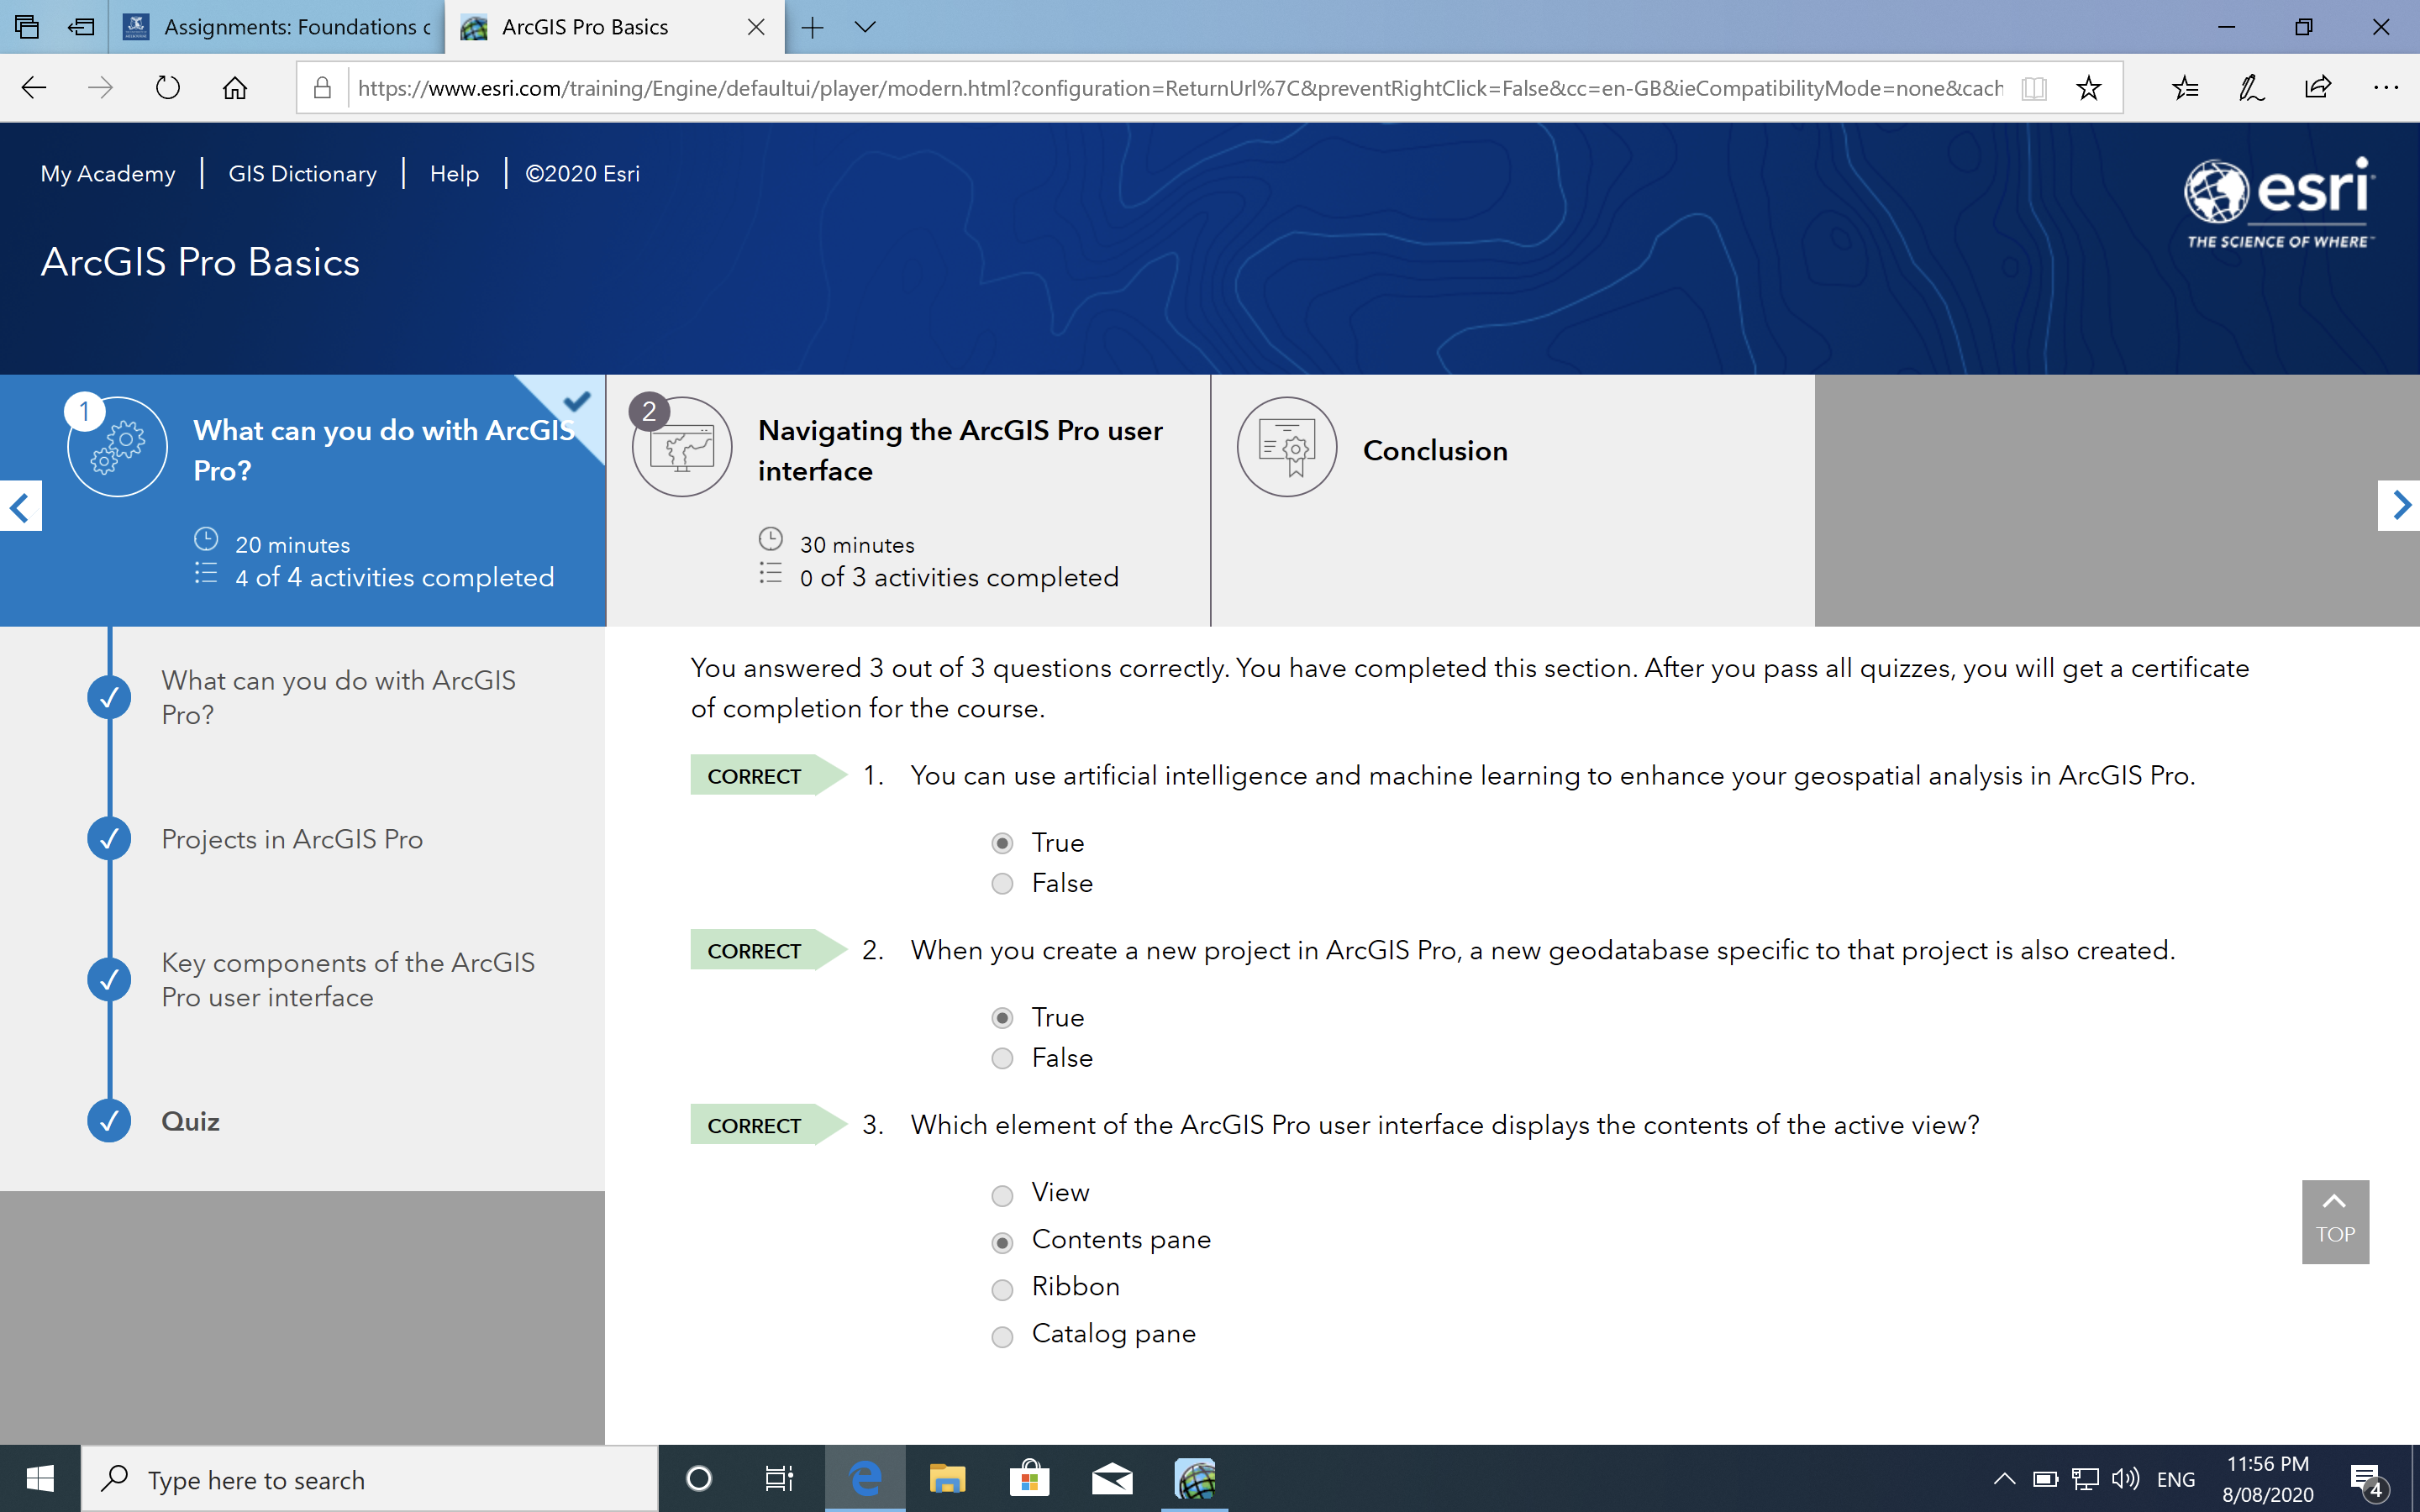 Assignments: Foundations c
ArcGIS Pro Basics
https://www.esri.com/training/Engine/defaultui/player/modern.html?configuration=ReturnUrl%7C&preventRightClick=False&cc=en-GB&ieCompatibilityMode=none&cach
My Academy | GIS Dictionary | Help | ©2020 Esri
esri
THE SCIENCE OF WHERE
ArcGIS Pro Basics
1
What can you do with ArcGIS
Pro?
20 minutes
4 of 4 activities completed
2
Navigating the ArcGIS Pro user
interface
30 minutes
0 of 3 activities completed
Conclusion
What can you do with ArcGIS
Pro?
Projects in ArcGIS Pro
Key components of the ArcGIS
Pro user interface
Quiz
You answered 3 out of 3 questions correctly. You have completed this section. After you pass all quizzes, you will get a certificate
of completion for the course.
CORRECT 1. You can use artificial intelligence and machine learning to enhance your geospatial analysis in ArcGIS Pro.
True
False
CORRECT 2. When you create a new project in ArcGIS Pro, a new geodatabase specific to that project is also created.
True
False
CORRECT 3. Which element of the ArcGIS Pro user interface displays the contents of the active view?
View
Contents pane
Ribbon
Catalog pane
TOP
Type here to search
ENG
11:56 PM
8/08/2020
4